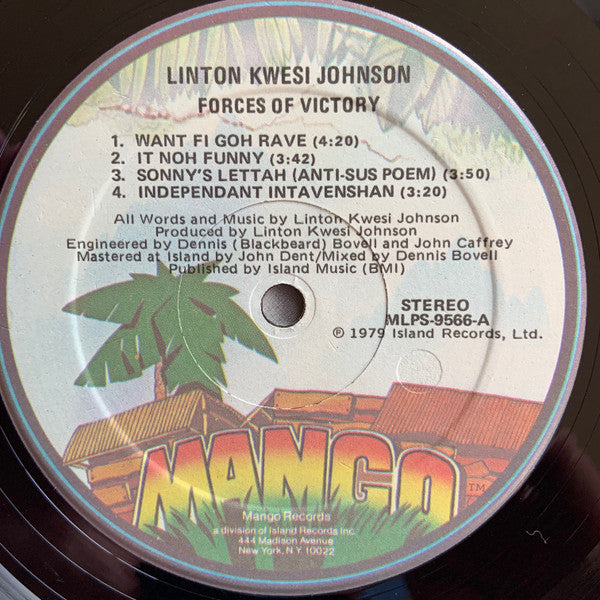 LINTON KWESI JOHNSON
FORCES OF VICTORY
1. WANT FI GOH RAVE (4:20)
2. IT NOH FUNNY (3:42)
3. SONNY'S LETTAH (ANTI-SUS POEM) (3:50)
4. INDEPENDANT INTAVENSHAN (3:20)
All Words and Music by Linton Kwesi Johnson
Produced by Linton Kwesi Johnson
Engineered by Dennis (Blackbeard) Bovell and John Caffrey
Mastered at Island by John Dent/Mixed by Dennis Bovell
Published by Island Music (BMI)
STEREO
MLPS-9566-A
℗ 1979 Island Records, Ltd.
MANGO TM
Mango Records
a division of Island Records Inc.
444 Madison Avenue
New York, N.Y. 10022